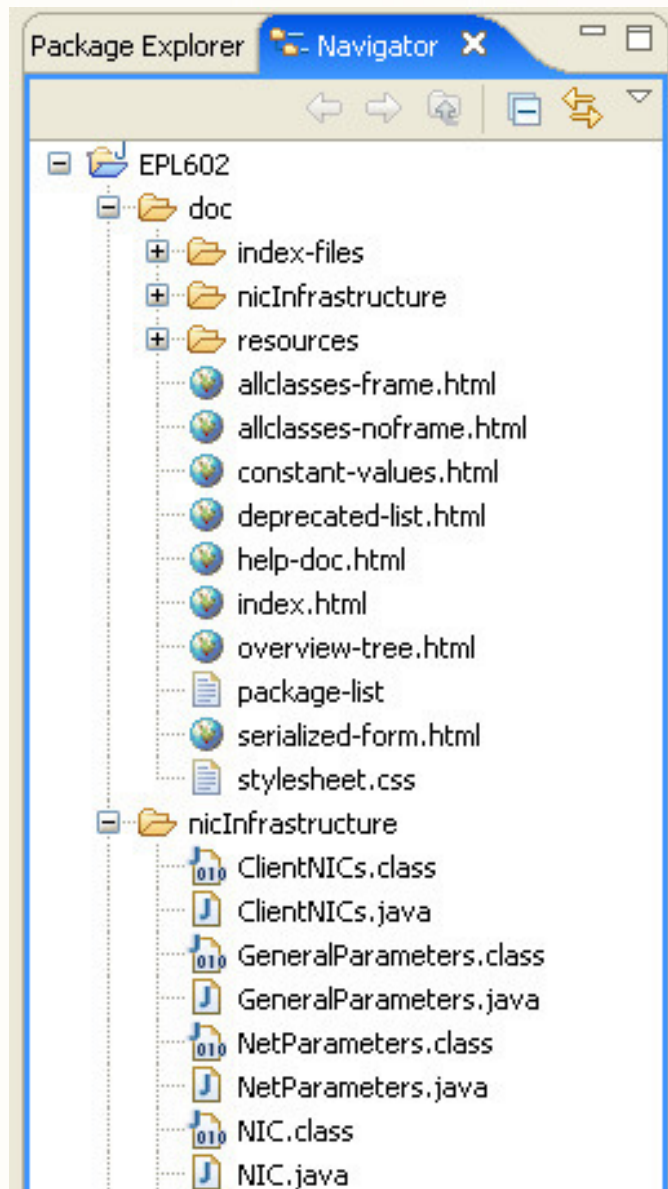 Package Explorer Navigator
EPL602
doc
index-files
nicInfrastructure
resources
allclasses-frame.html
allclasses-noframe.html
constant-values.html
deprecated-list.html
help-doc.html
index.html
overview-tree.html
package-list
serialized-form.html
stylesheet.css
nicInfrastructure
ClientNICs.class
ClientNICs.java
GeneralParameters.class
GeneralParameters.java
NetParameters.class
NetParameters.java
NIC.class
NIC.java